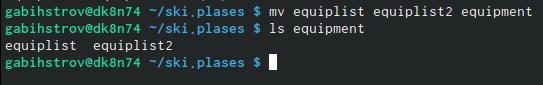 gabihstrov@dk8n74 ~/ski.plases $ mv equiplist equiplist2 equipment
gabihstrov@dk8n74 ~/ski.plases $ ls equipment
equiplist  equiplist2
gabihstrov@dk8n74 ~/ski.plases $